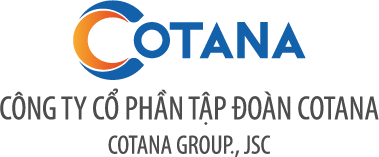 COTANA
CÔNG TY CỔ PHẦN TẬP ĐOÀN COTANA
COTANA GROUP., JSC